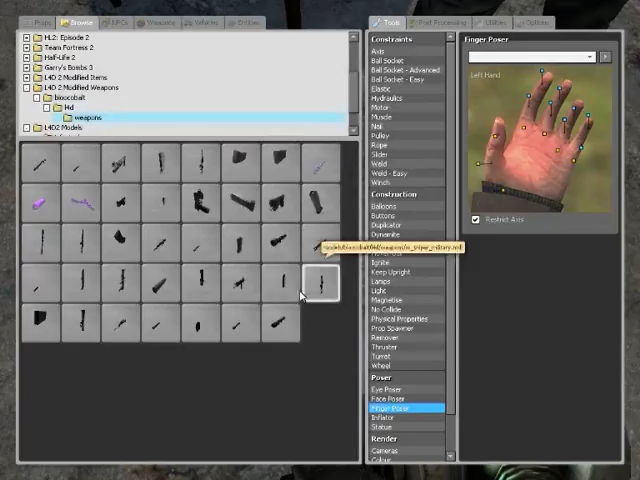 Props
Browse
NPCs
Weapons
Vehicles
Entities
HL2: Episode 2
Team Fortress 2
Half-Life 2
Garry's Bombs 3
L4D 2 Modified Items
L4D 2 Modified Weapons
biocobalt
l4d
weapons
L4D2 Models
Tools
Post Processing
Utilities
Options
Constraints
Axis
Ball Socket
Ball Socket - Advanced
Ball Socket - Easy
Elastic
Hydraulics
Motor
Muscle
Nail
Pulley
Rope
Slider
Weld
Weld - Easy
Winch
Construction
Balloons
Buttons
Duplicator
Dynamite
Ignite
Keep Upright
Lamps
Light
Magnetise
No Collide
Physical Properties
Prop Spawner
Remover
Thruster
Turret
Wheel
Poser
Eye Poser
Face Poser
Finger Poser
Inflator
Statue
Render
Cameras
Colour
Finger Poser
Left Hand
Restrict Axis